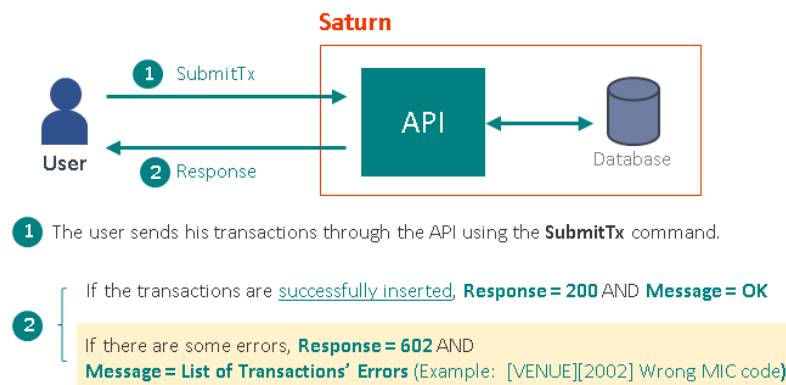 Saturn
1 SubmitTx
API
User
2 Response
Database
1 The user sends his transactions through the API using the SubmitTx command.
If the transactions are successfully inserted, Response = 200 AND Message = OK
2
If there are some errors, Response = 602 AND
Message = List of Transactions' Errors (Example: [VENUE][2002] Wrong MIC code)